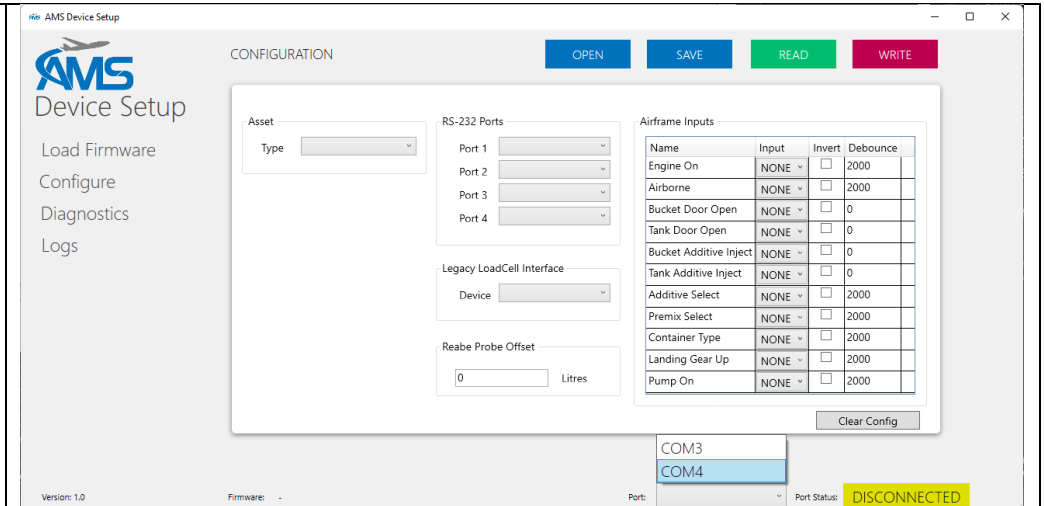 AMS Device Setup
AMS
Device Setup
Load Firmware
Configure
Diagnostics
Logs
CONFIGURATION
OPEN SAVE READ WRITE
Asset
Type
RS-232 Ports
Port 1
Port 2
Port 3
Port 4
Legacy LoadCell Interface
Device
Reabe Probe Offset
0 Litres
Airframe Inputs
Name Input Invert Debounce
Engine On NONE 2000
Airborne NONE 2000
Bucket Door Open NONE 0
Tank Door Open NONE 0
Bucket Additive Inject NONE 0
Tank Additive Inject NONE 0
Additive Select NONE 2000
Premix Select NONE 2000
Container Type NONE 2000
Landing Gear Up NONE 2000
Pump On NONE 2000
Clear Config
COM3
COM4
Version: 1.0 Firmware: - Port: Port Status: DISCONNECTED